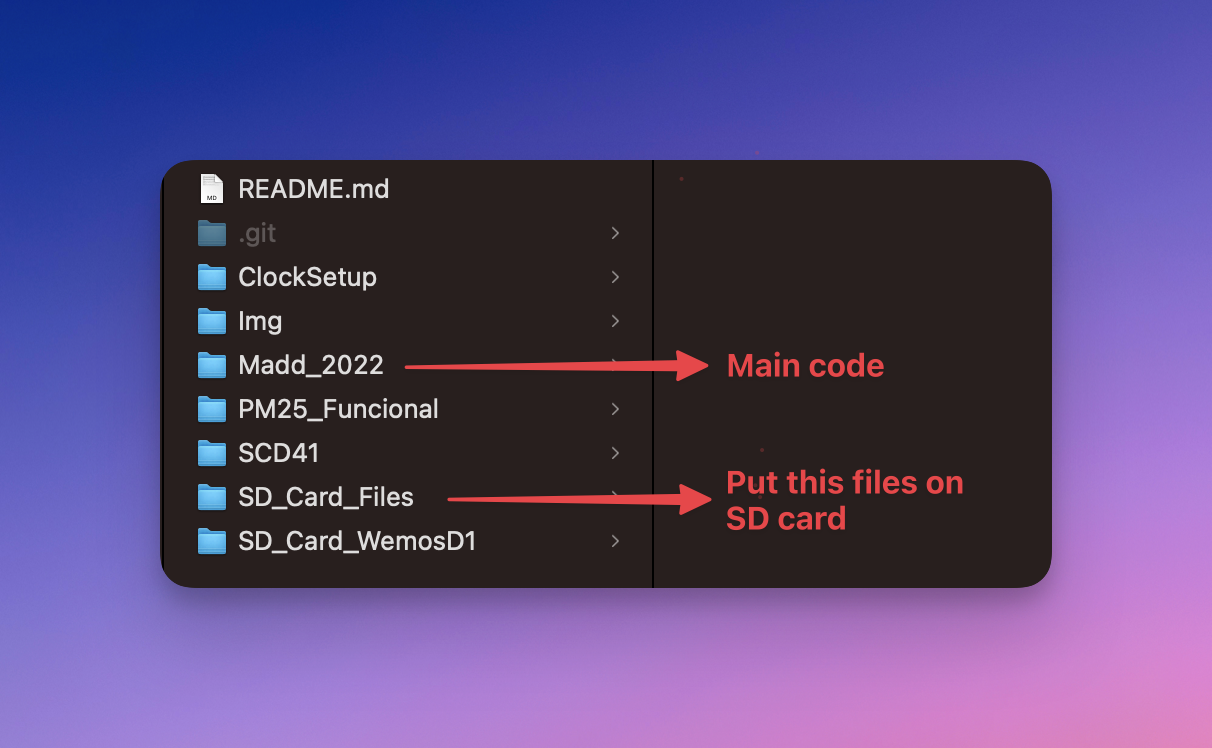 README.md
MD
.git
ClockSetup
Img
Madd_2022
Main code
PM25_Funcional
SCD41
SD_Card_Files
Put this files on
SD card
SD_Card_WemosD1